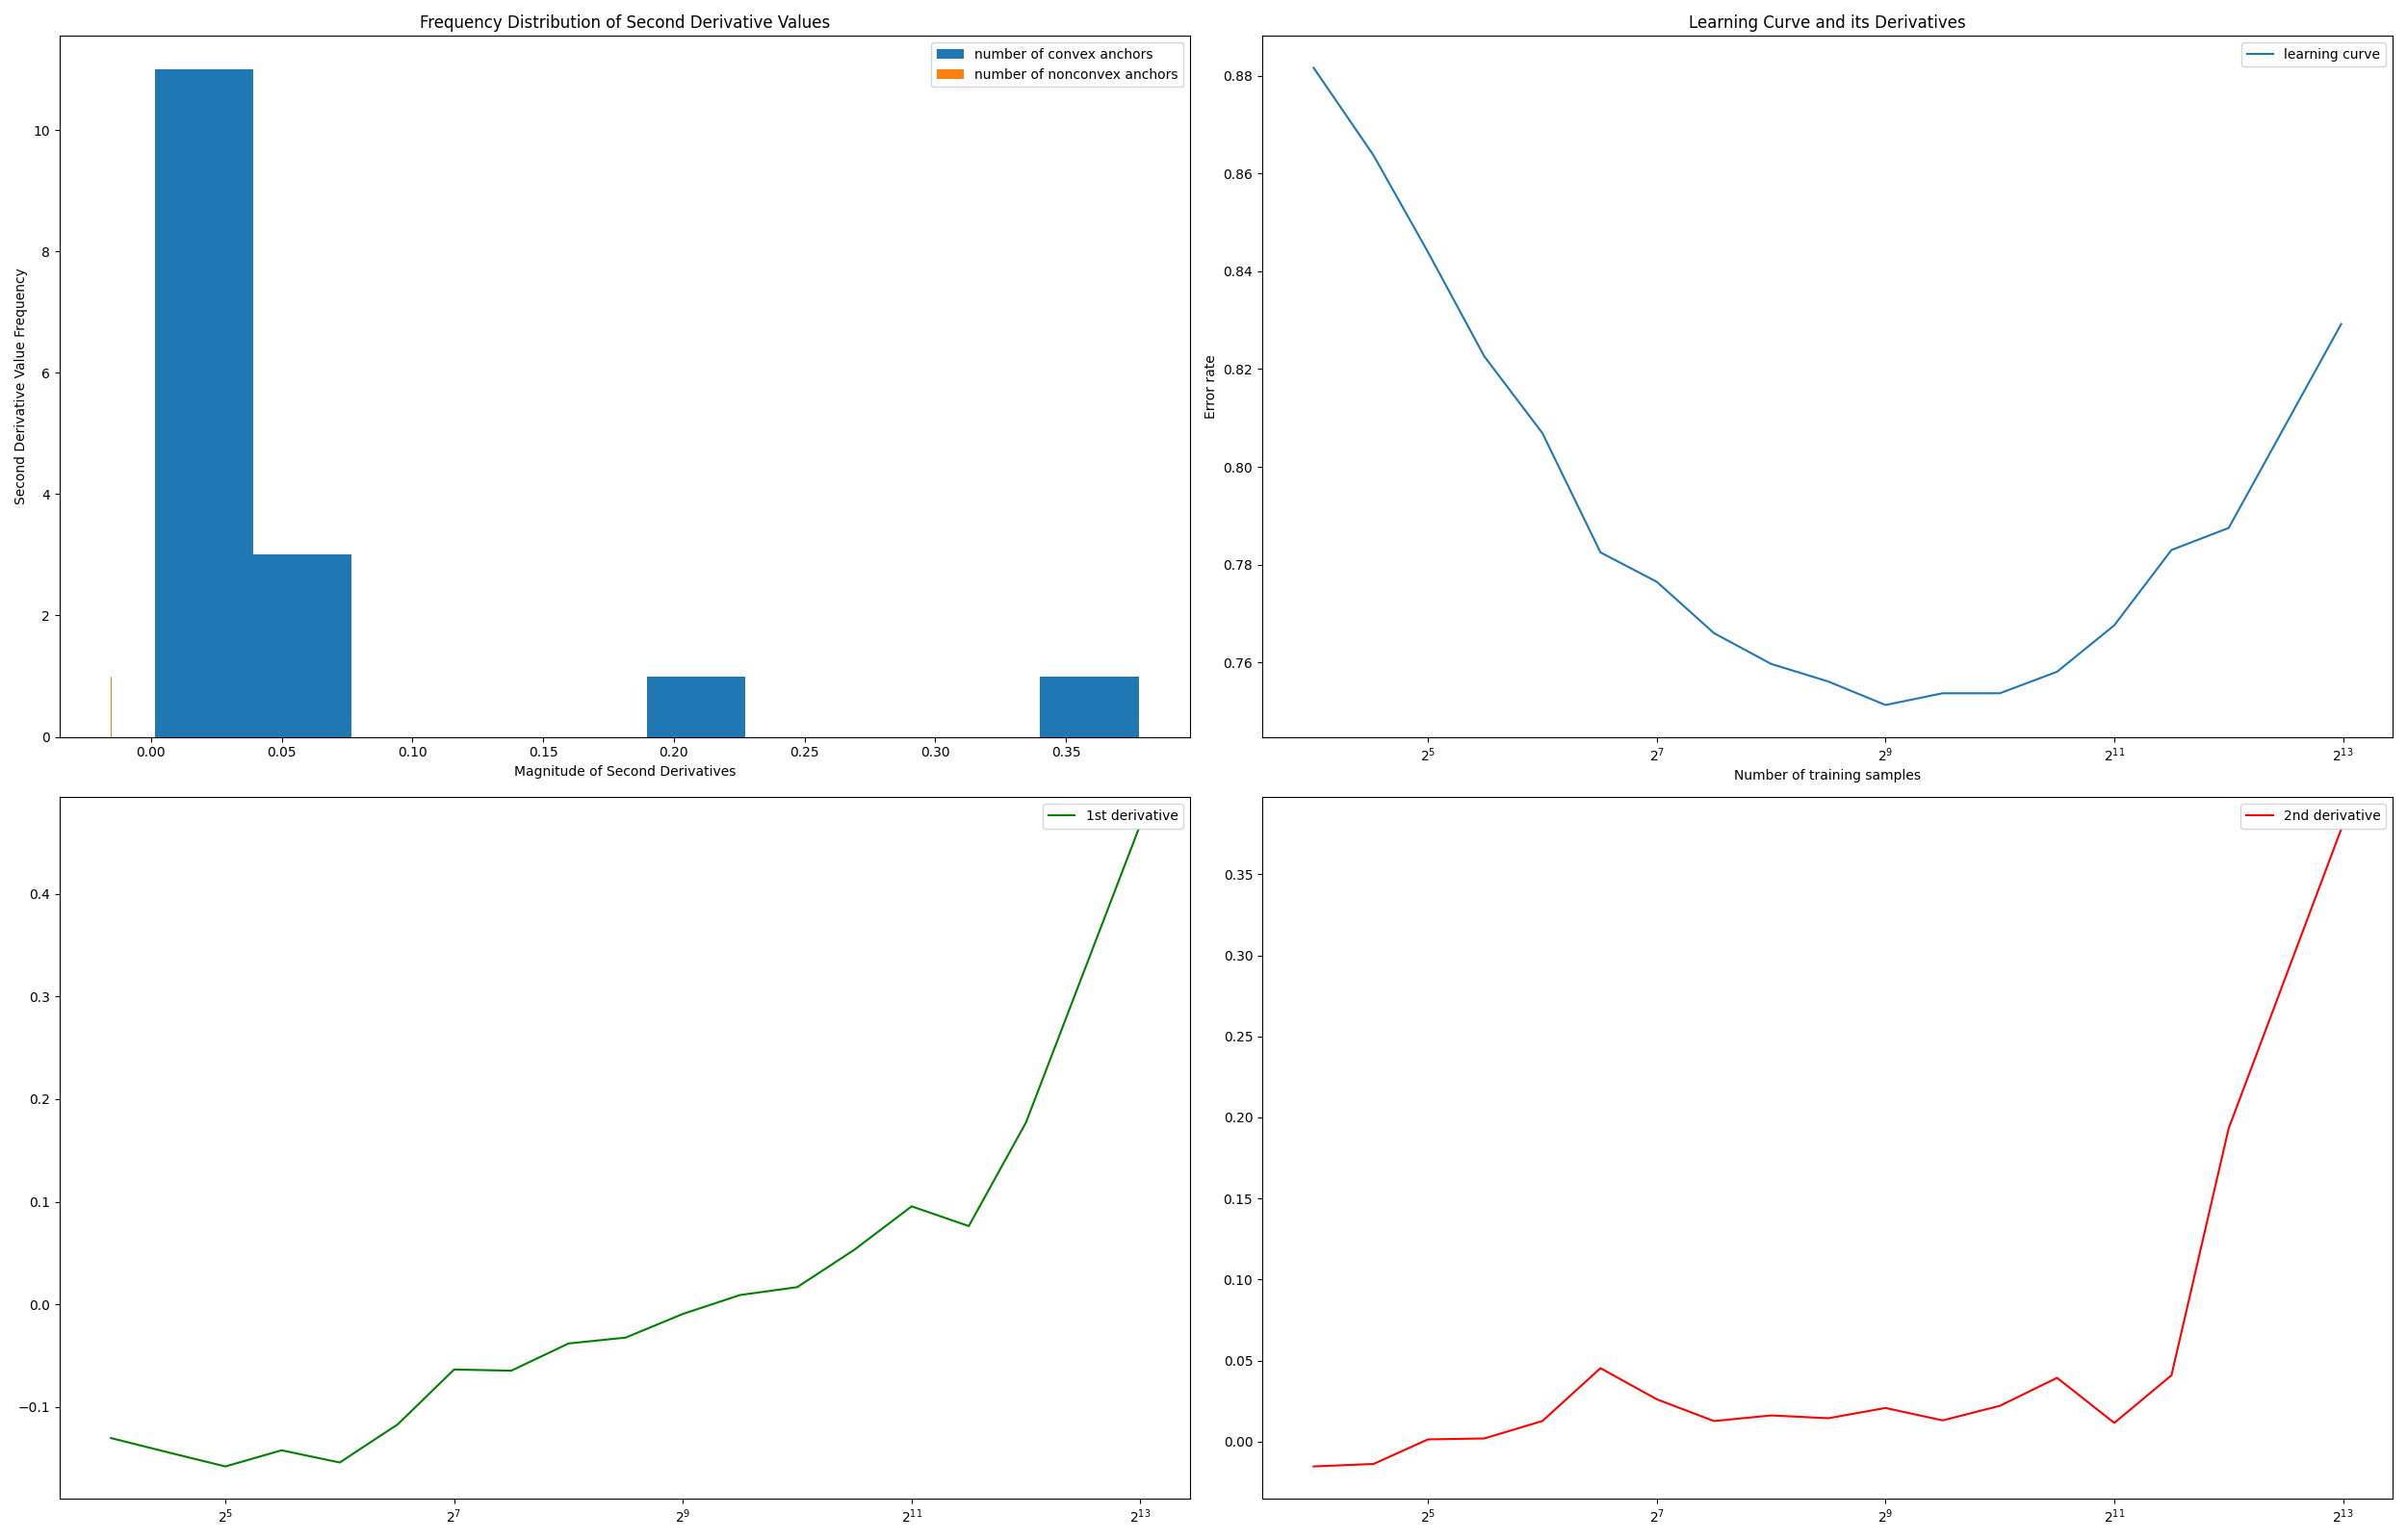 Frequency Distribution of Second Derivative Values
number of convex anchors
number of nonconvex anchors
Second Derivative Value Frequency
10
8
6
4
2
0
0.00 0.05 0.10 0.15 0.20 0.25 0.30 0.35
Magnitude of Second Derivatives
Learning Curve and its Derivatives
learning curve
Error rate
0.88
0.86
0.84
0.82
0.80
0.78
0.76
2^5 2^7 2^9 2^11 2^13
Number of training samples
1st derivative
0.4
0.3
0.2
0.1
0.0
−0.1
2^5 2^7 2^9 2^11 2^13
2nd derivative
0.35
0.30
0.25
0.20
0.15
0.10
0.05
0.00
2^5 2^7 2^9 2^11 2^13